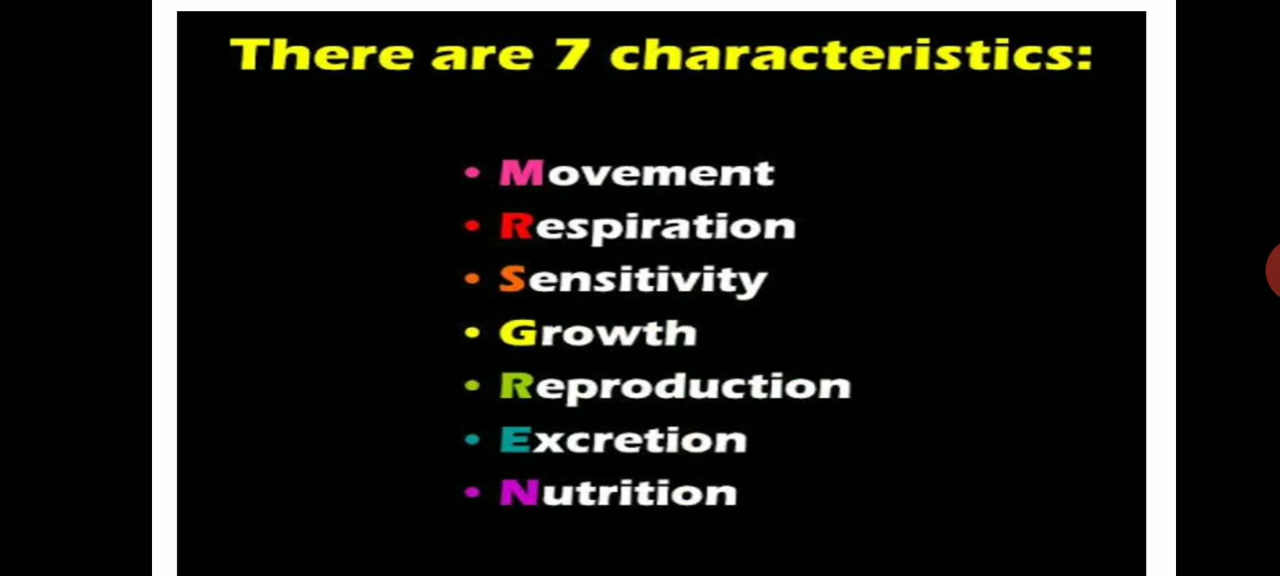 There are 7 characteristics:
• Movement
• Respiration
• Sensitivity
• Growth
• Reproduction
• Excretion
• Nutrition